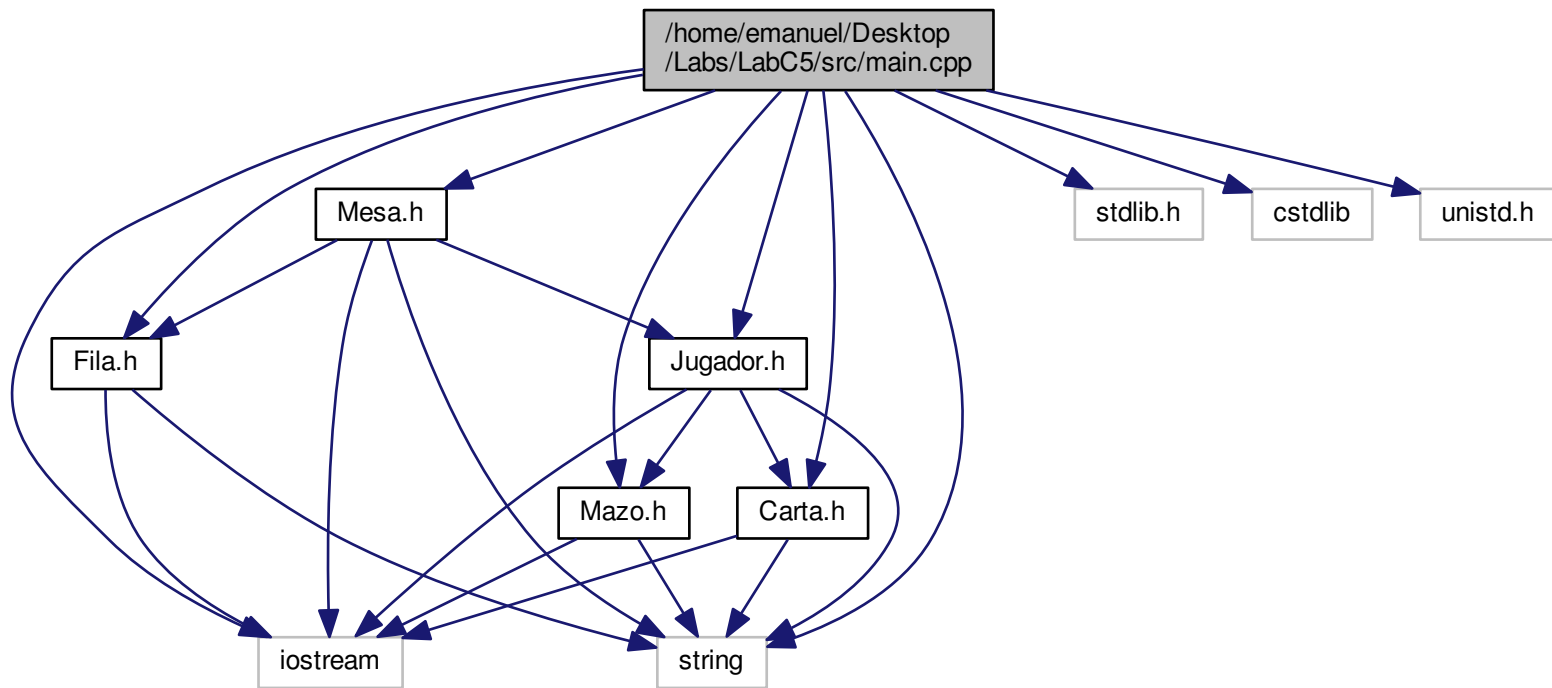 /home/emanuel/Desktop
/Labs/LabC5/src/main.cpp
Mesa.h
stdlib.h
cstdlib
unistd.h
Fila.h
Jugador.h
Mazo.h
Carta.h
iostream
string